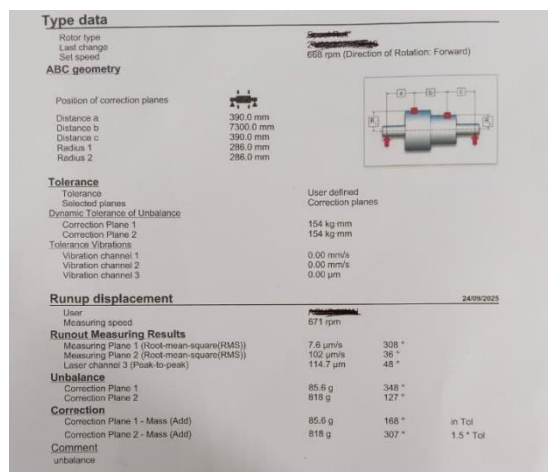 Type data
Rotor type
Last change
Set speed 668 rpm (Direction of Rotation: Forward)
ABC geometry
Position of correction planes
Distance a 390.0 mm
Distance b 7300.0 mm
Distance c 390.0 mm
Radius 1 286.0 mm
Radius 2 286.0 mm
a b c
Tolerance
Tolerance User defined
Selected planes Correction planes
Dynamic Tolerance of Unbalance
Correction Plane 1 154 kg·mm
Correction Plane 2 154 kg·mm
Tolerance Vibrations
Vibration channel 1 0.00 mm/s
Vibration channel 2 0.00 mm/s
Vibration channel 3 0.00 µm
Runup displacement 24/09/2025
User
Measuring speed 671 rpm
Runout Measuring Results
Measuring Plane 1 (Root-mean-square(RMS)) 7.6 µm/s 308 °
Measuring Plane 2 (Root-mean-square(RMS)) 102 µm/s 36 °
Laser channel 3 (Peak-to-peak) 114.7 µm 48 °
Unbalance
Correction Plane 1 85.6 g 348 °
Correction Plane 2 818 g 127 °
Correction
Correction Plane 1 - Mass (Add) 85.6 g 168 ° in Tol
Correction Plane 2 - Mass (Add) 818 g 307 ° 1.5 * Tol
Comment
unbalance